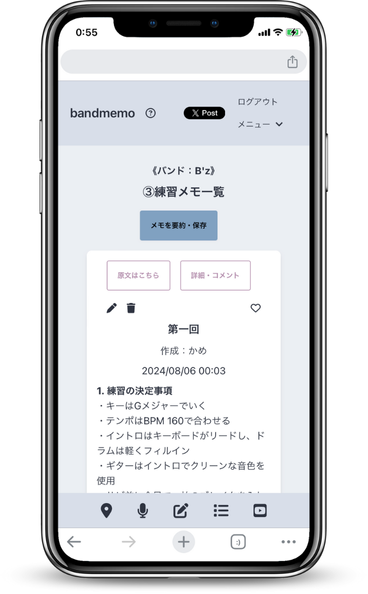 0:55
bandmemo ?
X Post
ログアウト
メニュー
《バンド：B'z》
③練習メモ一覧
メモを要約・保存
原文はこちら 詳細・コメント
第一回
作成：かめ
2024/08/06 00:03
1. 練習の決定事項
・キーはGメジャーでいく
・テンポはBPM 160で合わせる
・イントロはキーボードがリードし、ド
ラムは軽くフィルイン
・ギターはイントロでクリーンな音色を
使用
:)